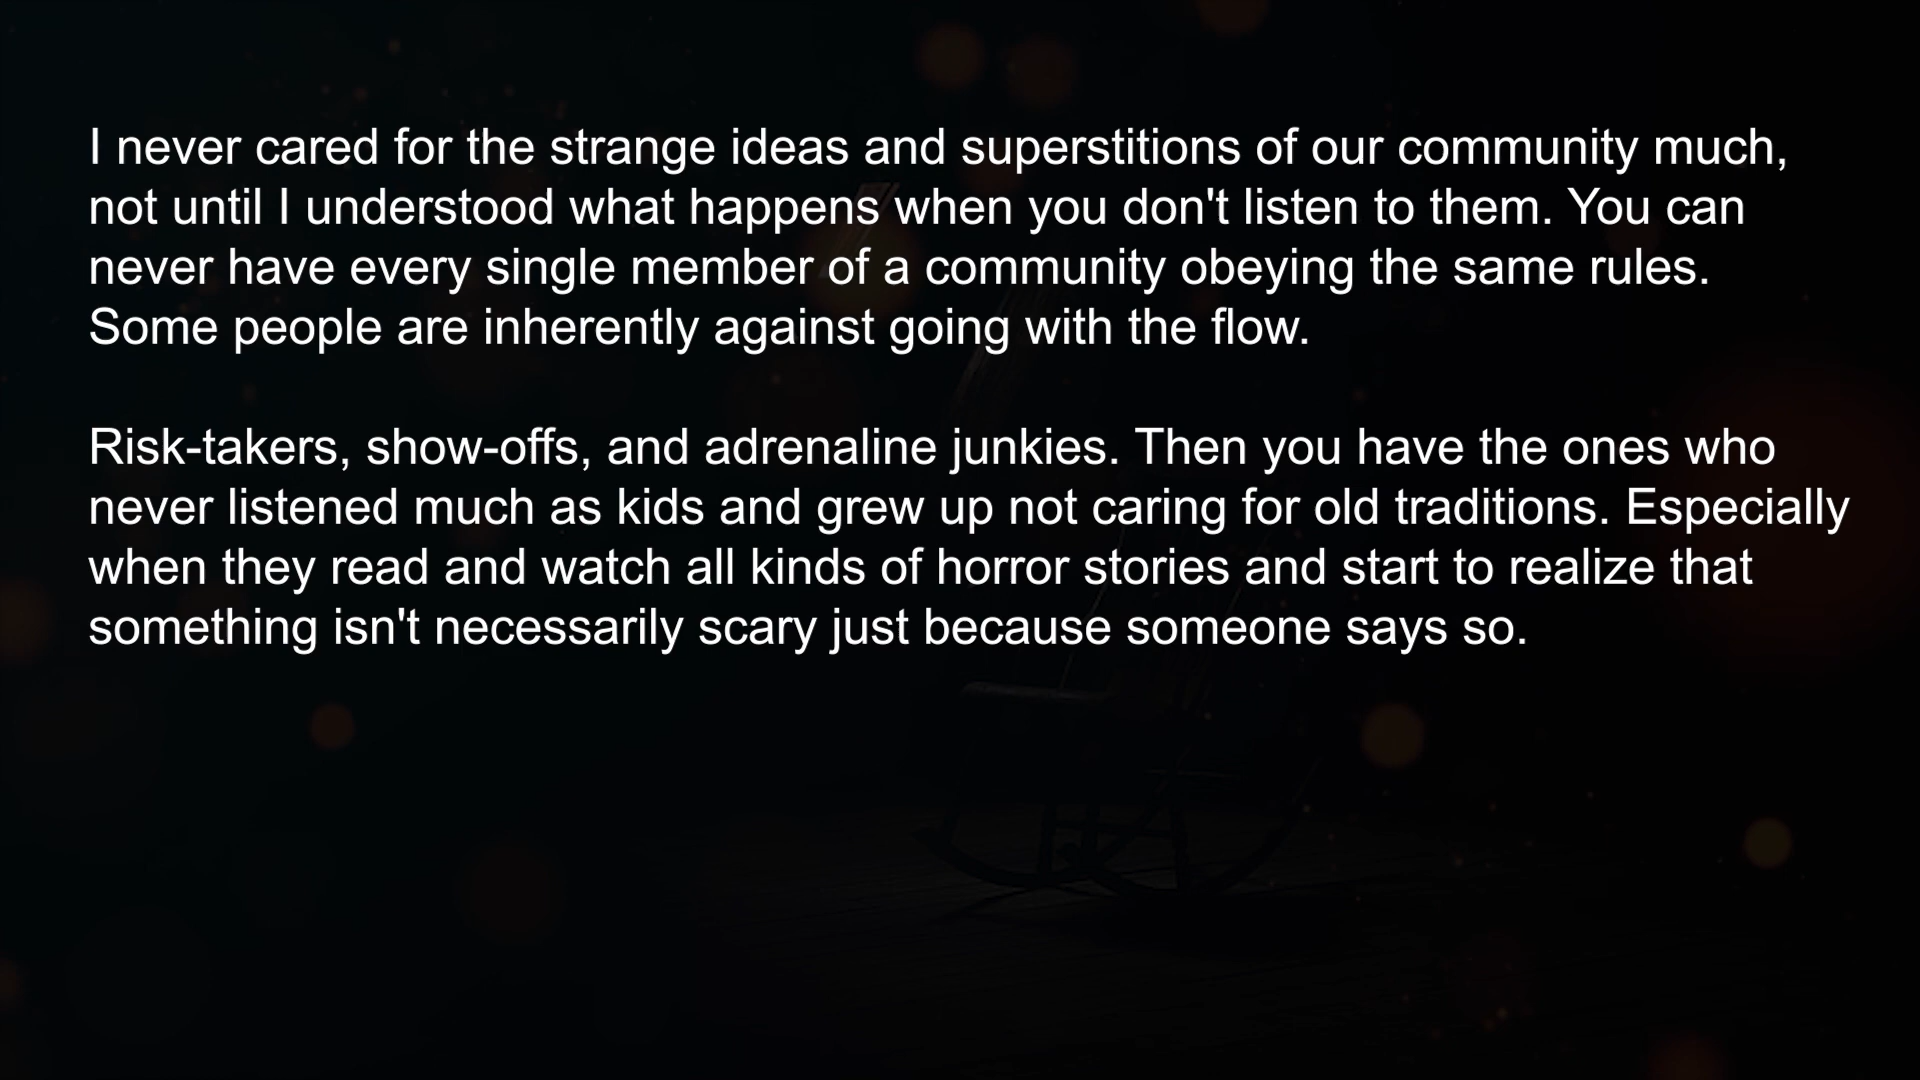 I never cared for the strange ideas and superstitions of our community much,
not until I understood what happens when you don't listen to them. You can
never have every single member of a community obeying the same rules.
Some people are inherently against going with the flow.
Risk-takers, show-offs, and adrenaline junkies. Then you have the ones who
never listened much as kids and grew up not caring for old traditions. Especially
when they read and watch all kinds of horror stories and start to realize that
something isn't necessarily scary just because someone says so.